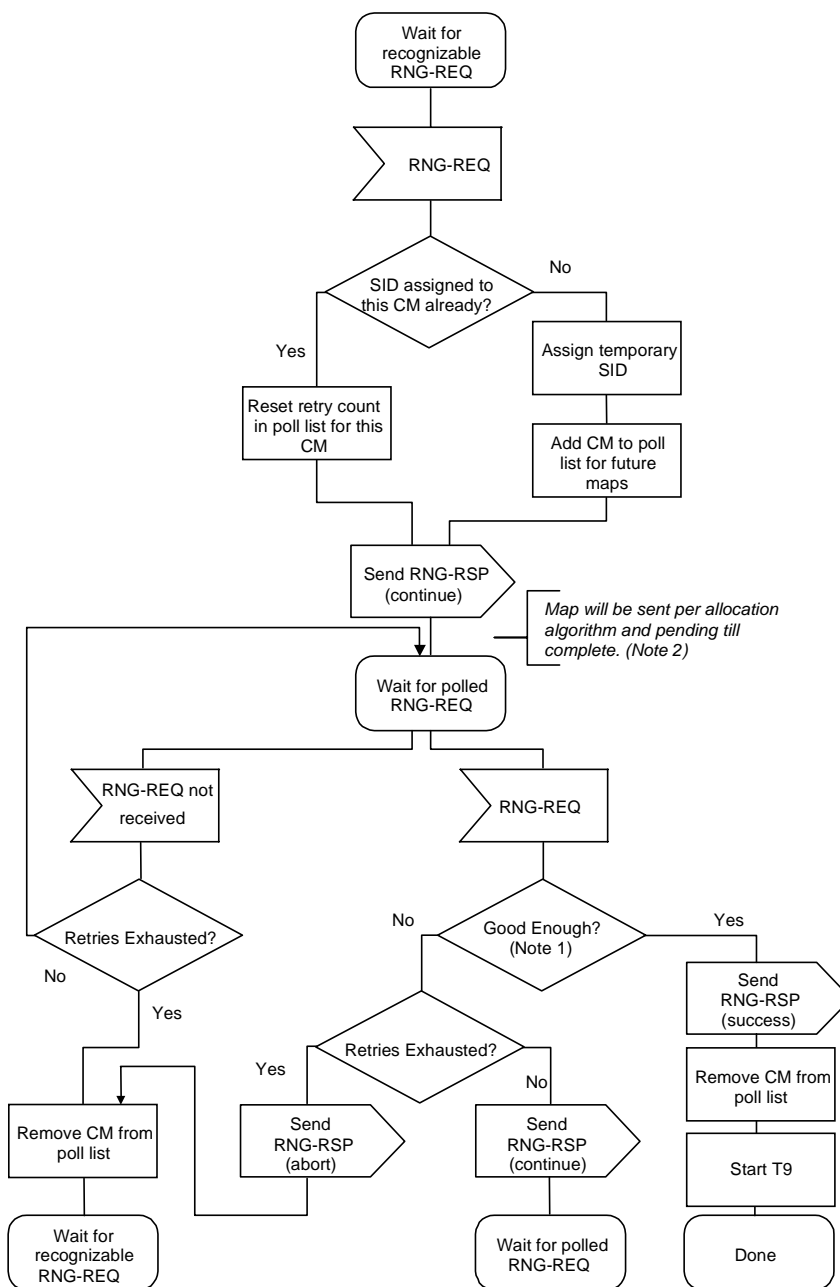 Wait for
recognizable
RNG-REQ
RNG-REQ
SID assigned to
this CM already?
No
Yes
Assign temporary
SID
Reset retry count
in poll list for this
CM
Add CM to poll
list for future
maps
Send RNG-RSP
(continue)
Map will be sent per allocation
algorithm and pending till
complete. (Note 2)
Wait for polled
RNG-REQ
RNG-REQ not
received
RNG-REQ
Retries Exhausted?
No
Yes
Good Enough?
(Note 1)
No
Yes
Send
RNG-RSP
(success)
Retries Exhausted?
Yes
No
Remove CM from
poll list
Remove CM from
poll list
Send
RNG-RSP
(abort)
Send
RNG-RSP
(continue)
Start T9
Wait for
recognizable
RNG-REQ
Wait for polled
RNG-REQ
Done